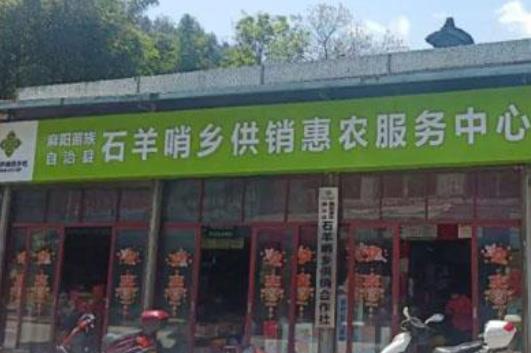 麻阳苗族
自治县
石羊哨乡供销惠农服务中心
石羊哨乡供销合作社